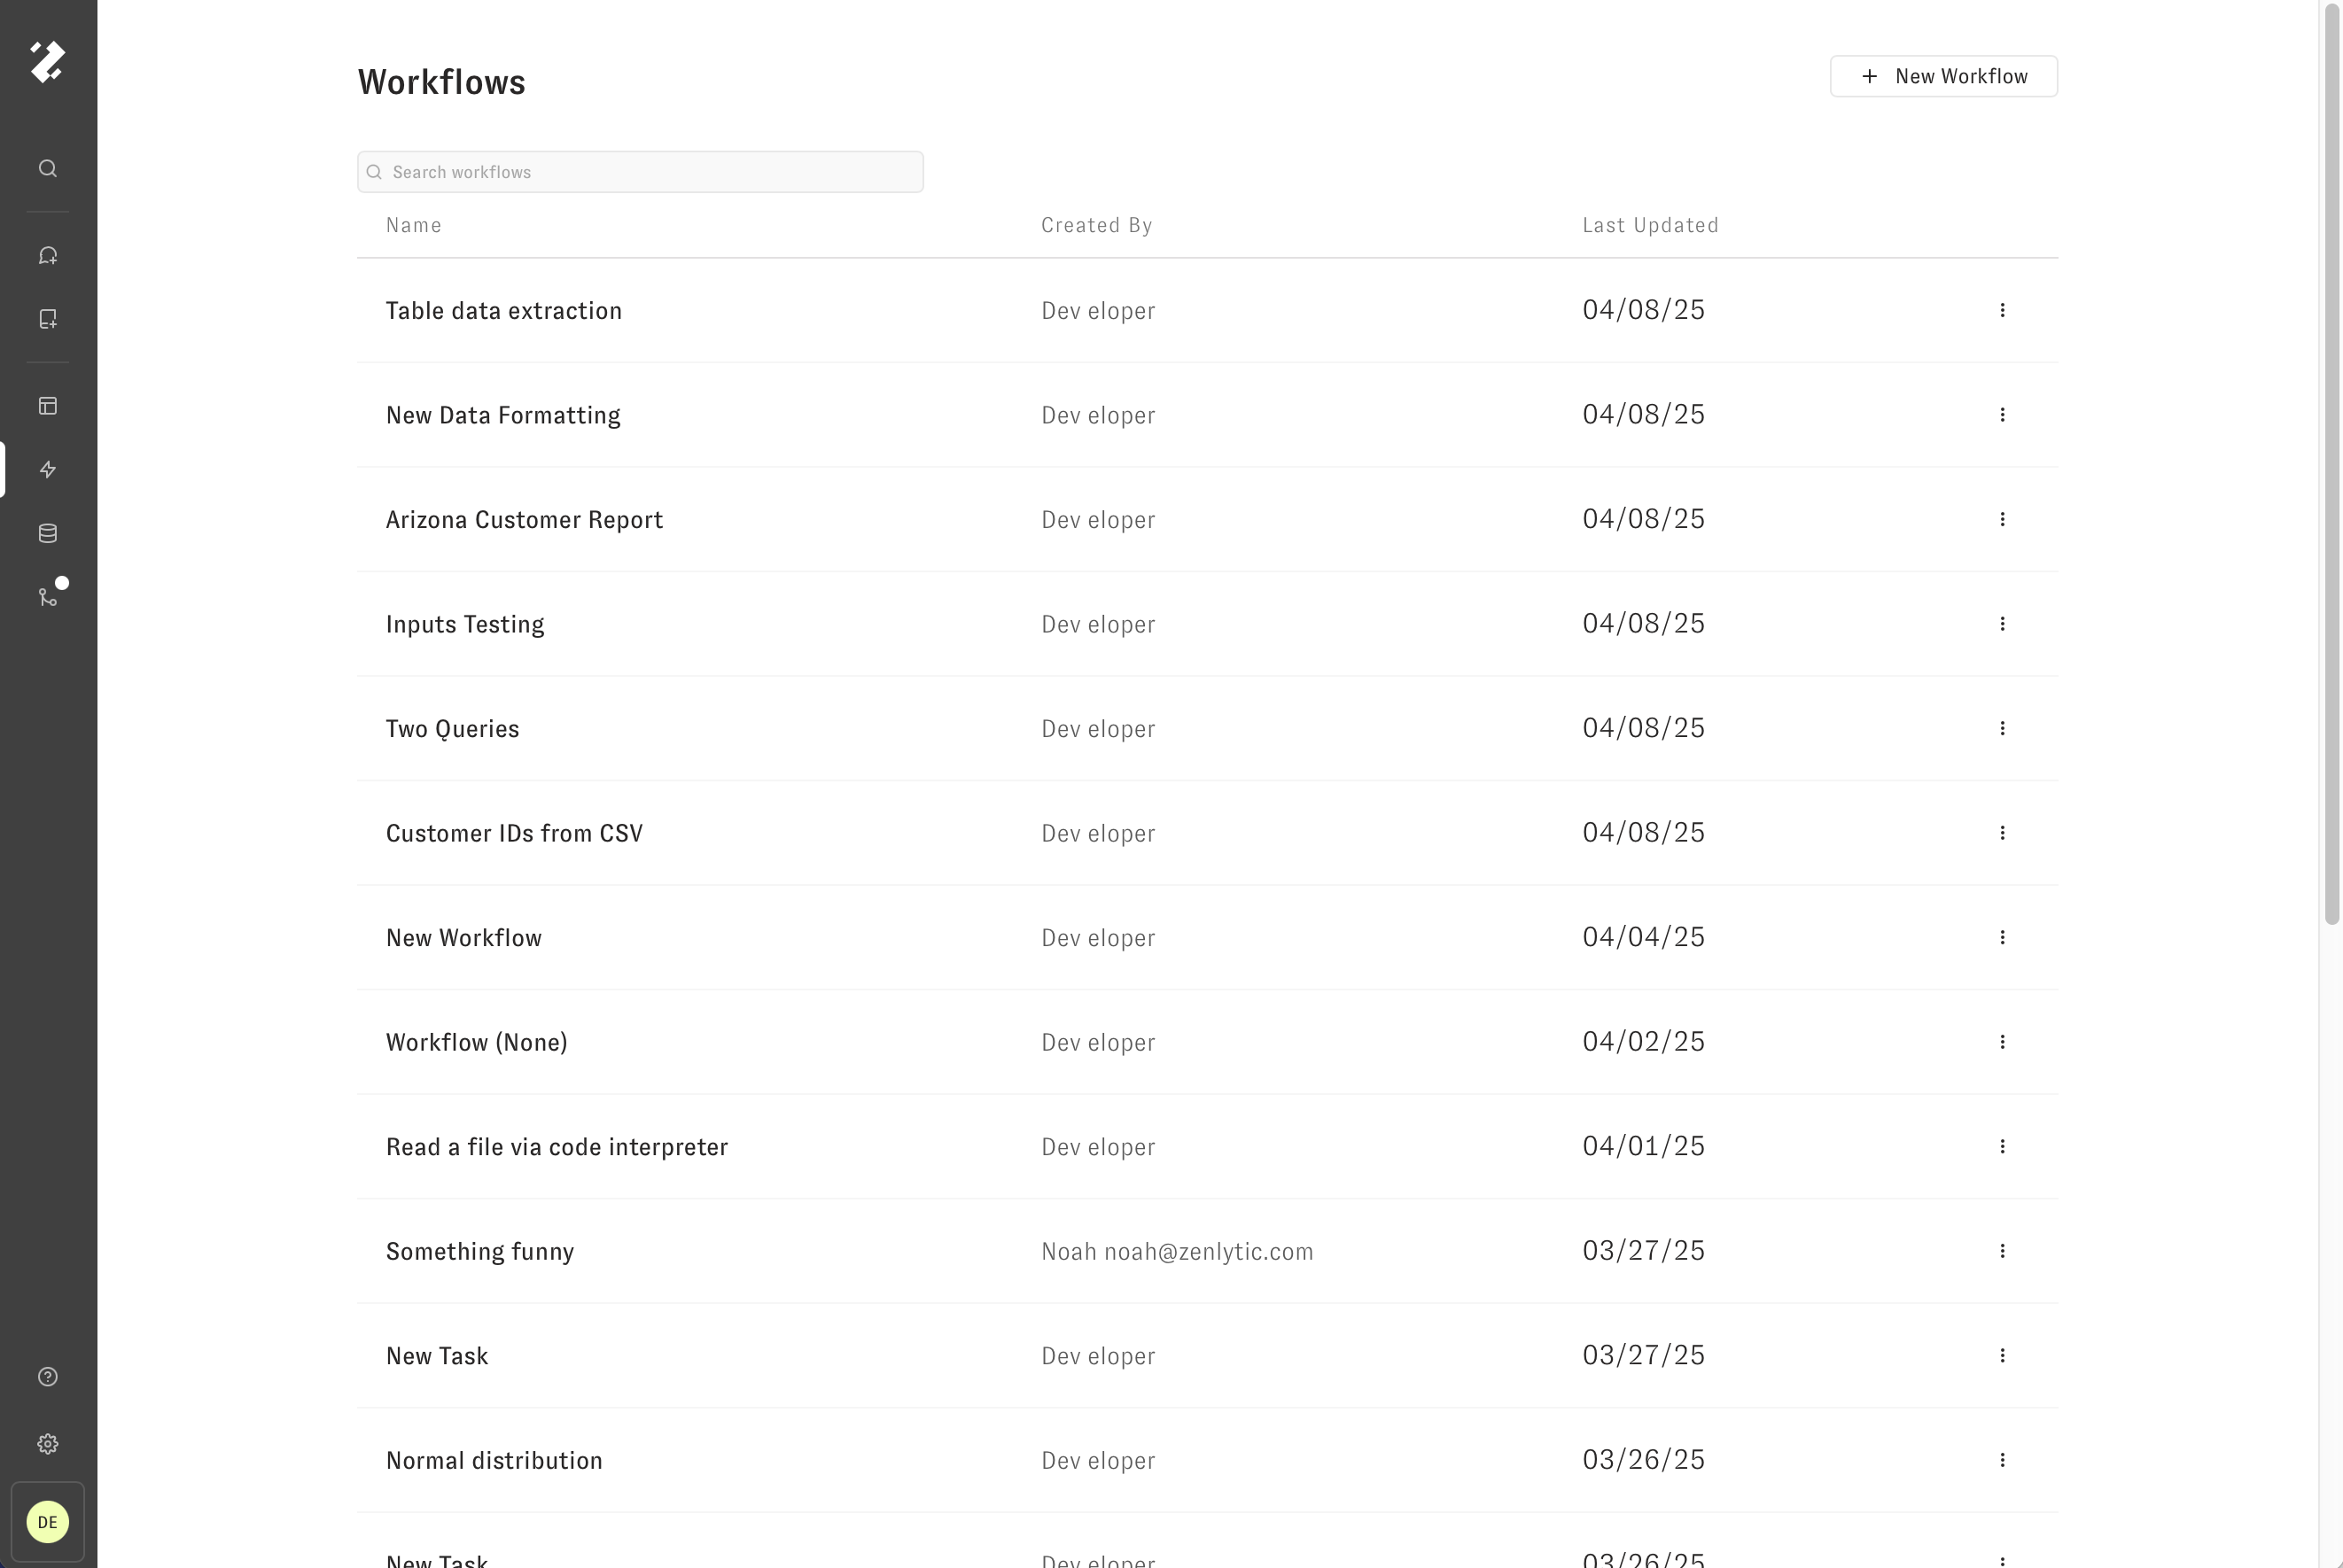 Workflows
+ New Workflow
Search workflows
Name Created By Last Updated
Table data extraction Dev eloper 04/08/25
New Data Formatting Dev eloper 04/08/25
Arizona Customer Report Dev eloper 04/08/25
Inputs Testing Dev eloper 04/08/25
Two Queries Dev eloper 04/08/25
Customer IDs from CSV Dev eloper 04/08/25
New Workflow Dev eloper 04/04/25
Workflow (None) Dev eloper 04/02/25
Read a file via code interpreter Dev eloper 04/01/25
Something funny Noah noah@zenlytic.com 03/27/25
New Task Dev eloper 03/27/25
Normal distribution Dev eloper 03/26/25
New Task Dev eloper 03/26/25
DE